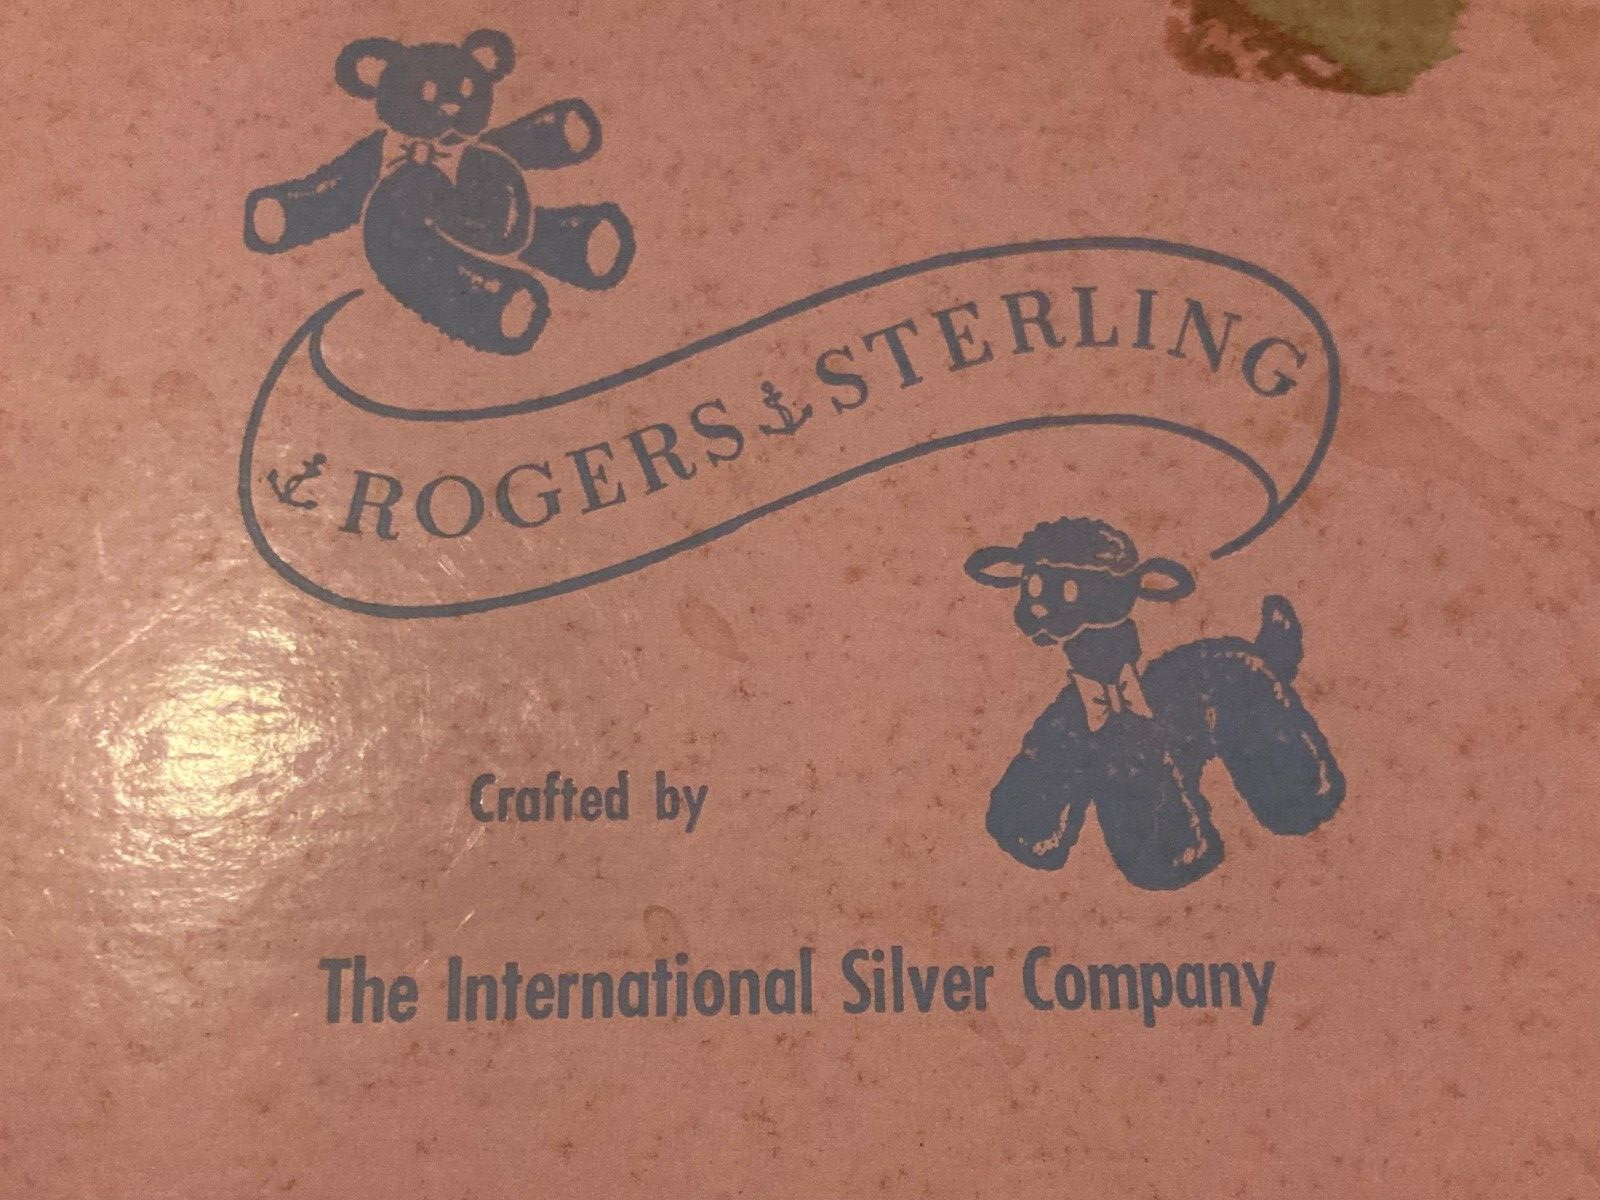 ⚓ROGERS⚓STERLING
Crafted by
The International Silver Company